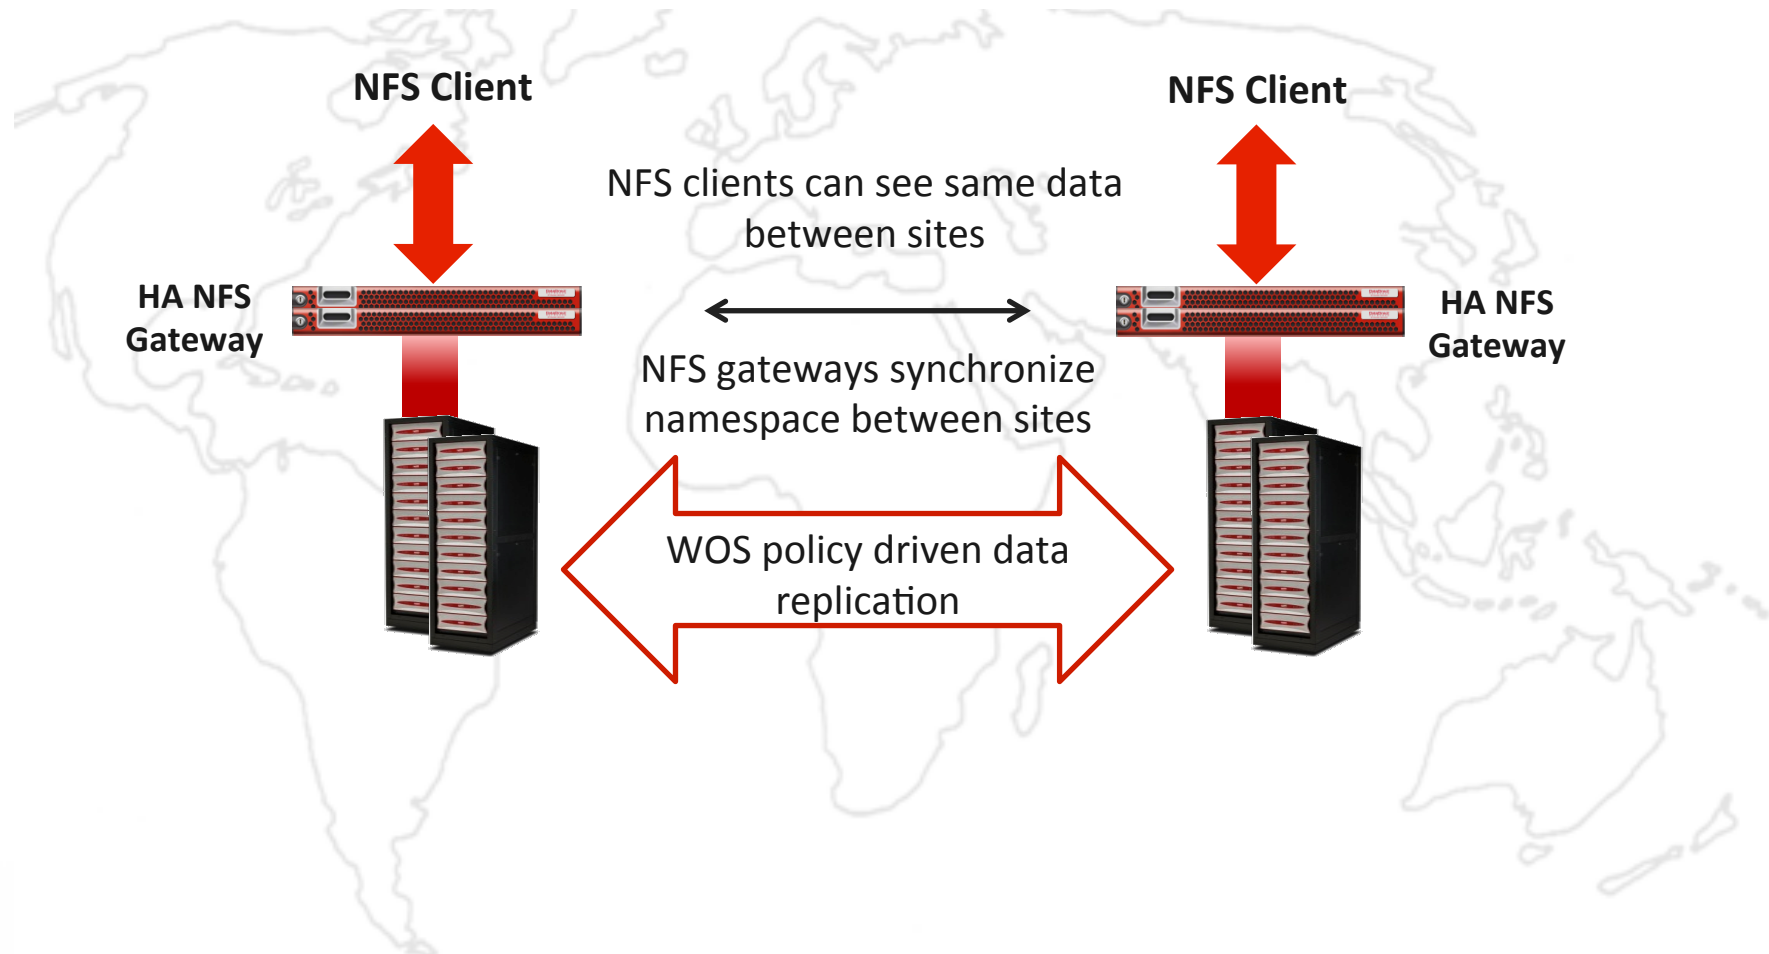 NFS Client
NFS Client
NFS clients can see same data
between sites
HA NFS
Gateway
HA NFS
Gateway
NFS gateways synchronize
namespace between sites
WOS policy driven data
replication